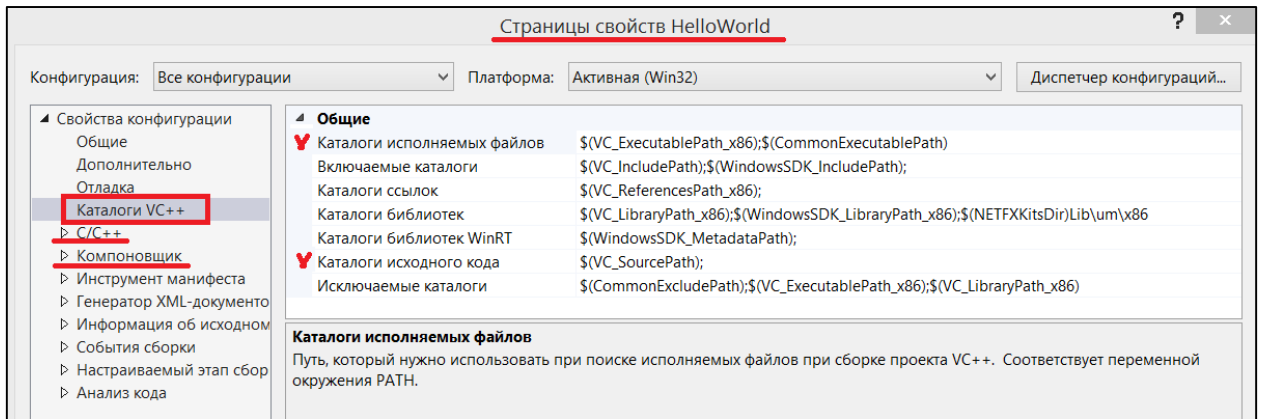 Страницы свойств HelloWorld
? ×
Конфигурация: Все конфигурации Платформа: Активная (Win32) Диспетчер конфигураций...
Свойства конфигурации
Общие
Дополнительно
Отладка
Каталоги VC++
C/C++
Компоновщик
Инструмент манифеста
Генератор XML-документо
Информация об исходном
События сборки
Настраиваемый этап сбор
Анализ кода
Общие
Каталоги исполняемых файлов $(VC_ExecutablePath_x86);$(CommonExecutablePath)
Включаемые каталоги $(VC_IncludePath);$(WindowsSDK_IncludePath);
Каталоги ссылок $(VC_ReferencesPath_x86);
Каталоги библиотек $(VC_LibraryPath_x86);$(WindowsSDK_LibraryPath_x86);$(NETFXKitsDir)Lib\um\x86
Каталоги библиотек WinRT $(WindowsSDK_MetadataPath);
Каталоги исходного кода $(VC_SourcePath);
Исключаемые каталоги $(CommonExcludePath);$(VC_ExecutablePath_x86);$(VC_LibraryPath_x86)
Каталоги исполняемых файлов
Путь, который нужно использовать при поиске исполняемых файлов при сборке проекта VC++. Соответствует переменной
окружения PATH.